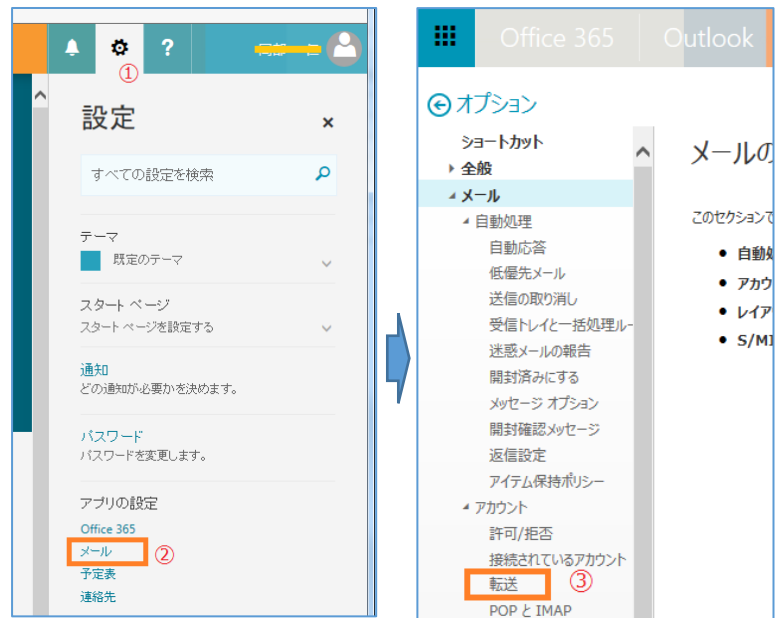 ?
①
設定
×
すべての設定を検索
テーマ
既定のテーマ
スタート ページ
スタート ページを設定する
通知
どの通知が必要かを決めます。
パスワード
パスワードを変更します。
アプリの設定
Office 365
メール
②
予定表
連絡先
Office 365
Outlook
オプション
ショートカット
全般
メール
自動処理
自動応答
低優先メール
送信の取り消し
受信トレイと一括処理ルー
迷惑メールの報告
開封済みにする
メッセージ オプション
開封確認メッセージ
返信設定
アイテム保持ポリシー
アカウント
許可/拒否
接続されているアカウント
転送
③
POP と IMAP
メールの
このセクションで
• 自動
• アカウ
• レイア
• S/MI